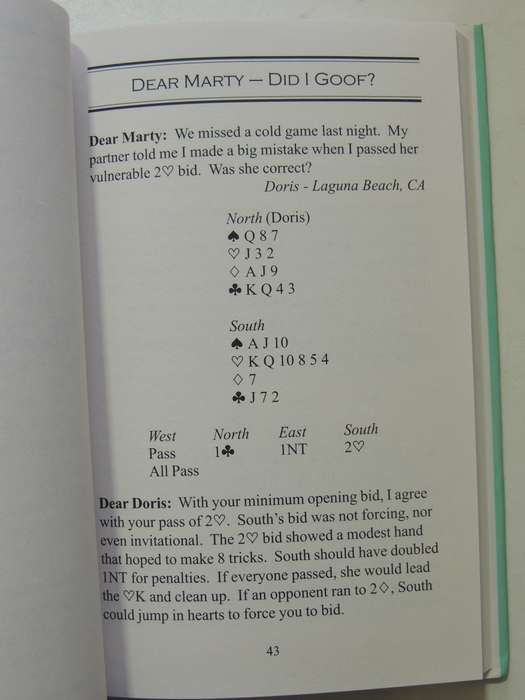 DEAR MARTY – DID I GOOF?
Dear Marty: We missed a cold game last night. My
partner told me I made a big mistake when I passed her
vulnerable 2♡ bid. Was she correct?
Doris - Laguna Beach, CA
North (Doris)
♠ Q 8 7
♡ J 3 2
♢ A J 9
♣ K Q 4 3
South
♠ A J 10
♡ K Q 10 8 5 4
♢ 7
♣ J 7 2
West North East South
Pass 1♣ 1NT 2♡
All Pass
Dear Doris: With your minimum opening bid, I agree
with your pass of 2♡. South's bid was not forcing, nor
even invitational. The 2♡ bid showed a modest hand
that hoped to make 8 tricks. South should have doubled
1NT for penalties. If everyone passed, she would lead
the ♡K and clean up. If an opponent ran to 2♢, South
could jump in hearts to force you to bid.
43